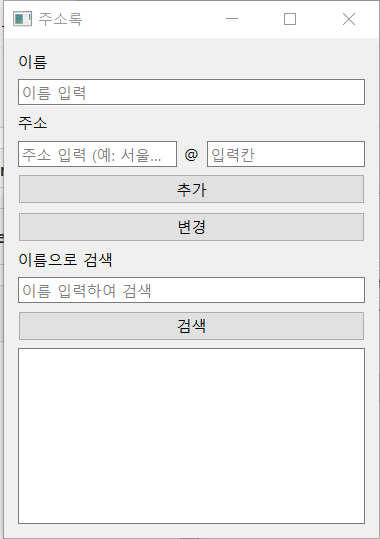 주소록
이름
이름 입력
주소
주소 입력 (예: 서울... @ 입력칸
추가
변경
이름으로 검색
이름 입력하여 검색
검색